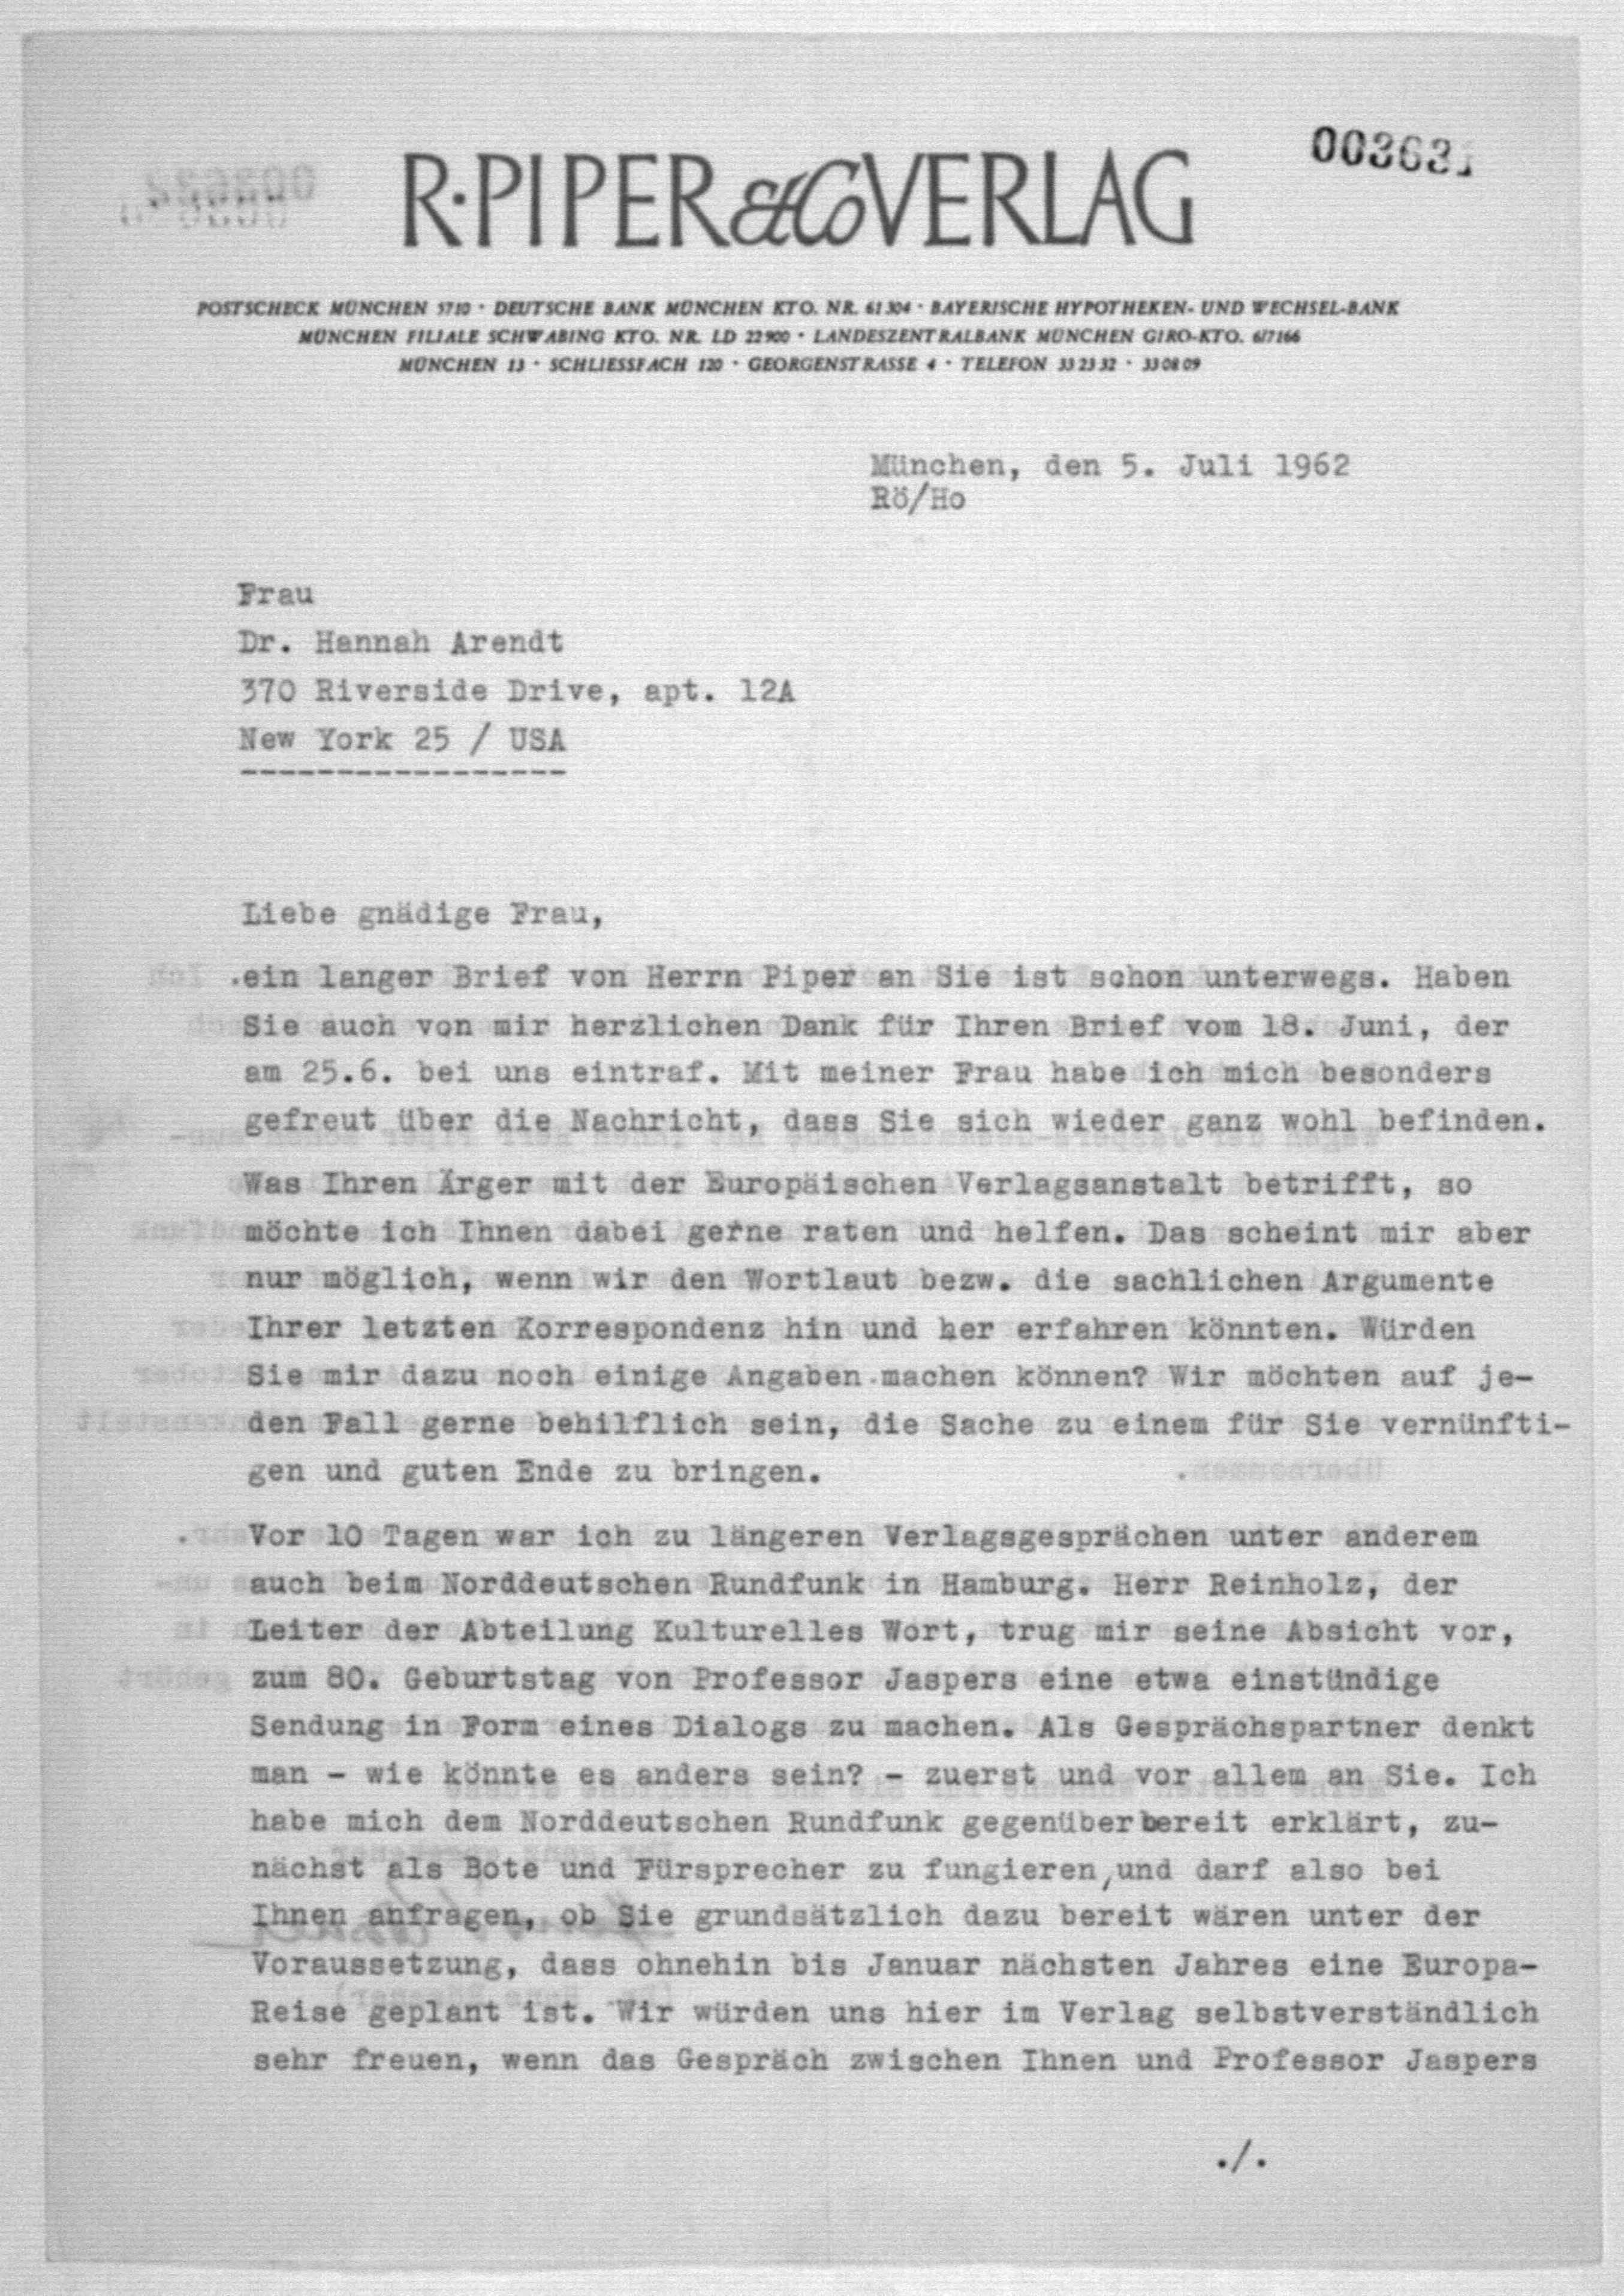 003631
R·PIPER & Co VERLAG
POSTSCHECK MÜNCHEN 5710 · DEUTSCHE BANK MÜNCHEN KTO. NR. 61304 · BAYERISCHE HYPOTHEKEN- UND WECHSEL-BANK
MÜNCHEN FILIALE SCHWABING KTO. NR. LD 22900 · LANDESZENTRALBANK MÜNCHEN GIRO-KTO. 6/7166
MÜNCHEN 13 · SCHLIESSFACH 120 · GEORGENSTRASSE 4 · TELEFON 33 23 32 · 33 08 09
München, den 5. Juli 1962
Rö/Ho
Frau
Dr. Hannah Arendt
370 Riverside Drive, apt. 12A
New York 25 / USA
Liebe gnädige Frau,
ein langer Brief von Herrn Piper an Sie ist schon unterwegs. Haben
Sie auch von mir herzlichen Dank für Ihren Brief vom 18. Juni, der
am 25.6. bei uns eintraf. Mit meiner Frau habe ich mich besonders
gefreut über die Nachricht, dass Sie sich wieder ganz wohl befinden.
Was Ihren Ärger mit der Europäischen Verlagsanstalt betrifft, so
möchte ich Ihnen dabei gerne raten und helfen. Das scheint mir aber
nur möglich, wenn wir den Wortlaut bezw. die sachlichen Argumente
Ihrer letzten Korrespondenz hin und her erfahren könnten. Würden
Sie mir dazu noch einige Angaben machen können? Wir möchten auf je-
den Fall gerne behilflich sein, die Sache zu einem für Sie vernünfti-
gen und guten Ende zu bringen.
Vor 10 Tagen war ich zu längeren Verlagsgesprächen unter anderem
auch beim Norddeutschen Rundfunk in Hamburg. Herr Reinholz, der
Leiter der Abteilung Kulturelles Wort, trug mir seine Absicht vor,
zum 80. Geburtstag von Professor Jaspers eine etwa einstündige
Sendung in Form eines Dialogs zu machen. Als Gesprächspartner denkt
man - wie könnte es anders sein? - zuerst und vor allem an Sie. Ich
habe mich dem Norddeutschen Rundfunk gegenüber bereit erklärt, zu-
nächst als Bote und Fürsprecher zu fungieren, und darf also bei
Ihnen anfragen, ob Sie grundsätzlich dazu bereit wären unter der
Voraussetzung, dass ohnehin bis Januar nächsten Jahres eine Europa-
Reise geplant ist. Wir würden uns hier im Verlag selbstverständlich
sehr freuen, wenn das Gespräch zwischen Ihnen und Professor Jaspers
./.